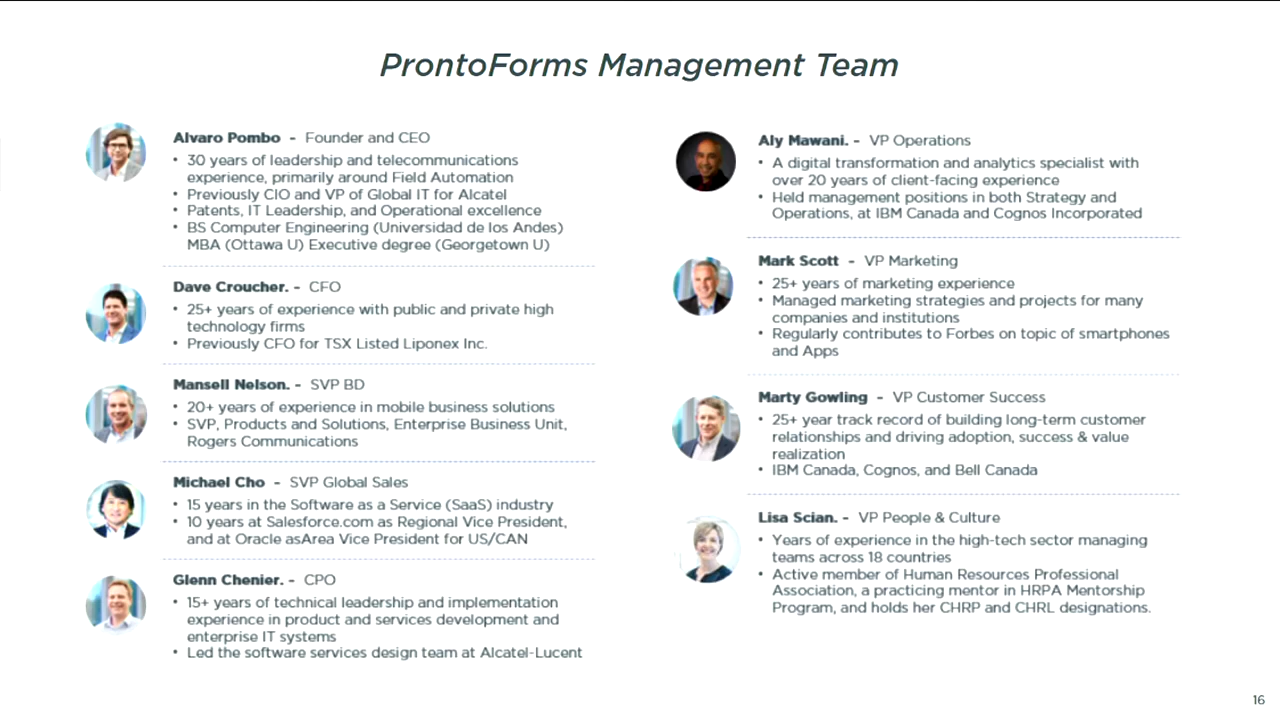 ProntoForms Management Team
Alvaro Pombo - Founder and CEO
• 30 years of leadership and telecommunications
experience, primarily around Field Automation
• Previously CIO and VP of Global IT for Alcatel
• Patents, IT Leadership, and Operational excellence
• BS Computer Engineering (Universidad de los Andes)
MBA (Ottawa U) Executive degree (Georgetown U)
Dave Croucher. - CFO
• 25+ years of experience with public and private high
technology firms
• Previously CFO for TSX Listed Liponex Inc.
Mansell Nelson. - SVP BD
• 20+ years of experience in mobile business solutions
• SVP, Products and Solutions, Enterprise Business Unit,
Rogers Communications
Michael Cho - SVP Global Sales
• 15 years in the Software as a Service (SaaS) industry
• 10 years at Salesforce.com as Regional Vice President,
and at Oracle asArea Vice President for US/CAN
Glenn Chenier. - CPO
• 15+ years of technical leadership and implementation
experience in product and services development and
enterprise IT systems
• Led the software services design team at Alcatel-Lucent
Aly Mawani. - VP Operations
• A digital transformation and analytics specialist with
over 20 years of client-facing experience
• Held management positions in both Strategy and
Operations, at IBM Canada and Cognos Incorporated
Mark Scott - VP Marketing
• 25+ years of marketing experience
• Managed marketing strategies and projects for many
companies and institutions
• Regularly contributes to Forbes on topic of smartphones
and Apps
Marty Gowling - VP Customer Success
• 25+ year track record of building long-term customer
relationships and driving adoption, success & value
realization
• IBM Canada, Cognos, and Bell Canada
Lisa Scian. - VP People & Culture
• Years of experience in the high-tech sector managing
teams across 18 countries
• Active member of Human Resources Professional
Association, a practicing mentor in HRPA Mentorship
Program, and holds her CHRP and CHRL designations.
16